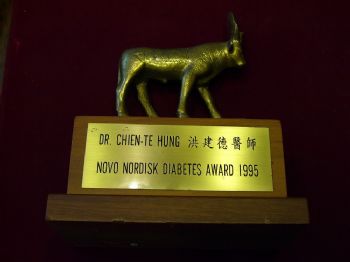 DR. CHIEN-TE HUNG 洪建德醫師
NOVO NORDISK DIABETES AWARD 1995